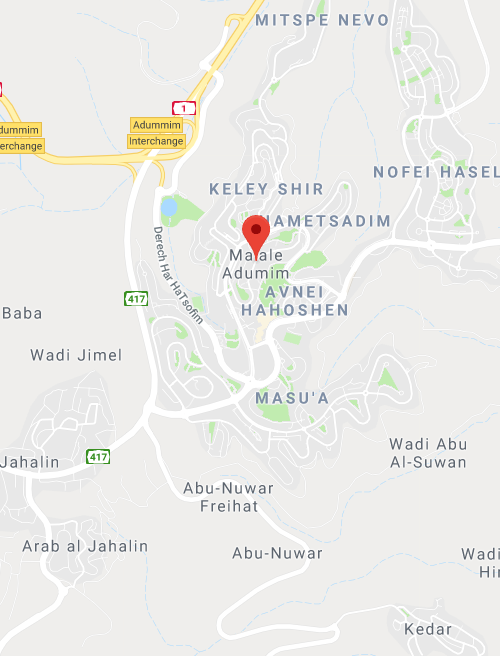 MITSPE NEVO
1
Adummim
Interchange
dummim
erchange
NOFEI HASEL
KELEY SHIR
HAMETSADIM
Ma'ale
Adumim
Derech Har HaTsofim
AVNEI
HAHOSHEN
417
Baba
Wadi Jimel
MASU'A
Wadi Abu
Al-Suwan
417
Jahalin
Abu-Nuwar
Freihat
Arab al Jahalin
Abu-Nuwar
Wadi
Hin
Kedar